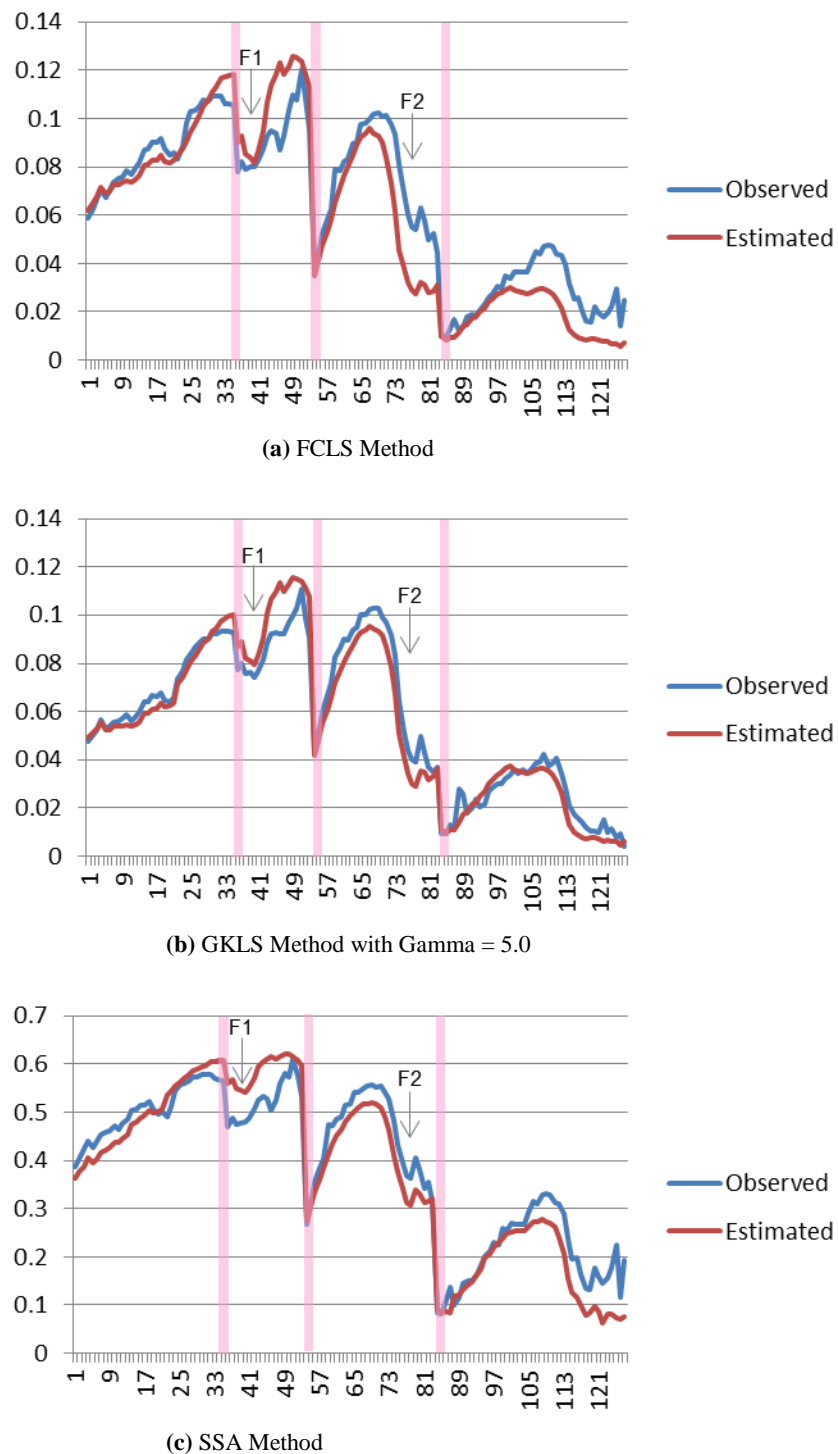 0.14
0.12
0.1
0.08
0.06
0.04
0.02
0
F1
F2
1 9 17 25 33 41 49 57 65 73 81 89 97 105 113 121
Observed
Estimated
(a) FCLS Method
0.14
0.12
0.1
0.08
0.06
0.04
0.02
0
F1
F2
1 9 17 25 33 41 49 57 65 73 81 89 97 105 113 121
Observed
Estimated
(b) GKLS Method with Gamma = 5.0
0.7
0.6
0.5
0.4
0.3
0.2
0.1
0
F1
F2
1 9 17 25 33 41 49 57 65 73 81 89 97 105 113 121
Observed
Estimated
(c) SSA Method